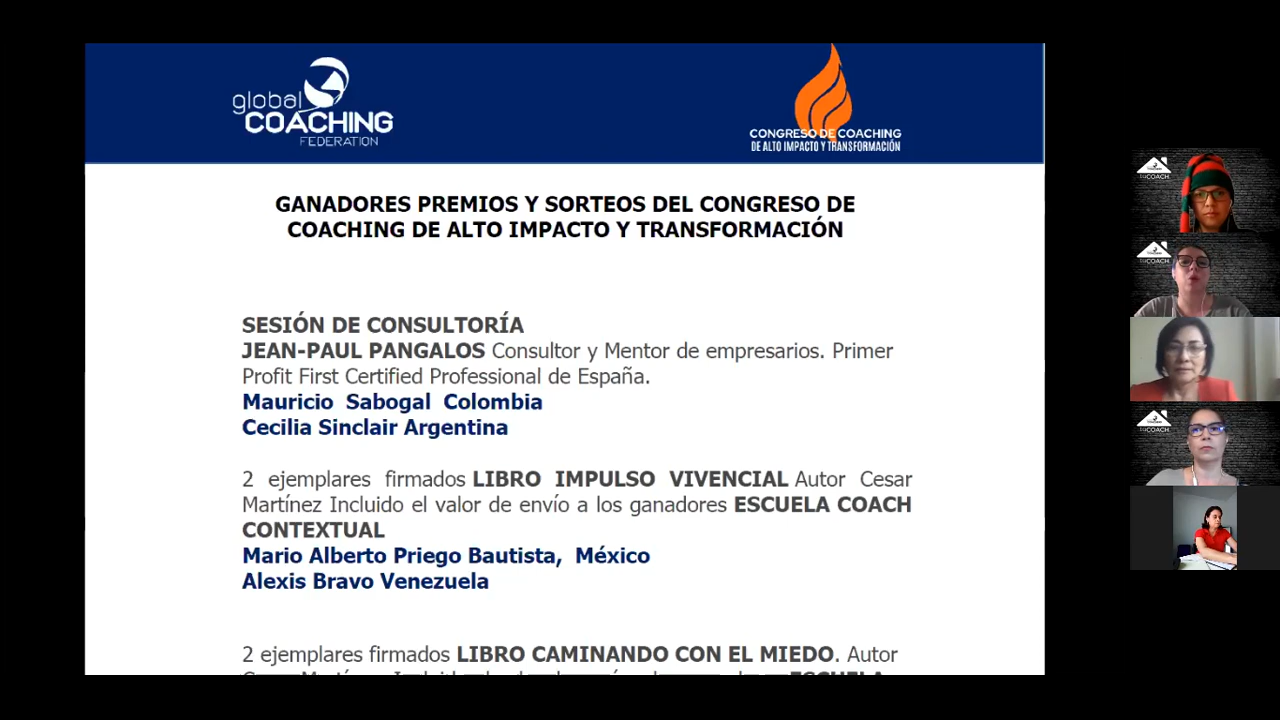 global
COACHING
FEDERATION
CONGRESO DE COACHING
DE ALTO IMPACTO Y TRANSFORMACIÓN
GANADORES PREMIOS Y SORTEOS DEL CONGRESO DE
COACHING DE ALTO IMPACTO Y TRANSFORMACIÓN
SESIÓN DE CONSULTORÍA
JEAN-PAUL PANGALOS Consultor y Mentor de empresarios. Primer
Profit First Certified Professional de España.
Mauricio Sabogal Colombia
Cecilia Sinclair Argentina
2 ejemplares firmados LIBRO IMPULSO VIVENCIAL Autor Cesar
Martínez Incluido el valor de envío a los ganadores ESCUELA COACH
CONTEXTUAL
Mario Alberto Priego Bautista, México
Alexis Bravo Venezuela
2 ejemplares firmados LIBRO CAMINANDO CON EL MIEDO. Autor
COACH
COACH
COACH